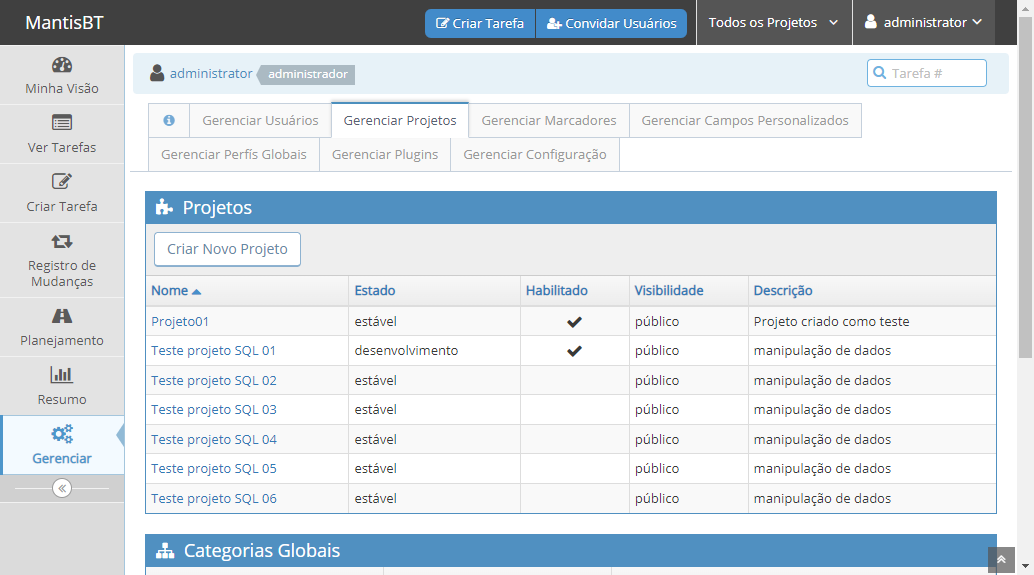 MantisBT
Criar Tarefa
Convidar Usuários
Todos os Projetos
administrator
administrator
administrador
Tarefa #
Minha Visão
Ver Tarefas
Criar Tarefa
Registro de
Mudanças
Planejamento
Resumo
Gerenciar
Gerenciar Usuários
Gerenciar Projetos
Gerenciar Marcadores
Gerenciar Campos Personalizados
Gerenciar Perfís Globais
Gerenciar Plugins
Gerenciar Configuração
Projetos
Criar Novo Projeto
Nome Estado Habilitado Visibilidade Descrição
Projeto01 estável público Projeto criado como teste
Teste projeto SQL 01 desenvolvimento público manipulação de dados
Teste projeto SQL 02 estável público manipulação de dados
Teste projeto SQL 03 estável público manipulação de dados
Teste projeto SQL 04 estável público manipulação de dados
Teste projeto SQL 05 estável público manipulação de dados
Teste projeto SQL 06 estável público manipulação de dados
Categorias Globais